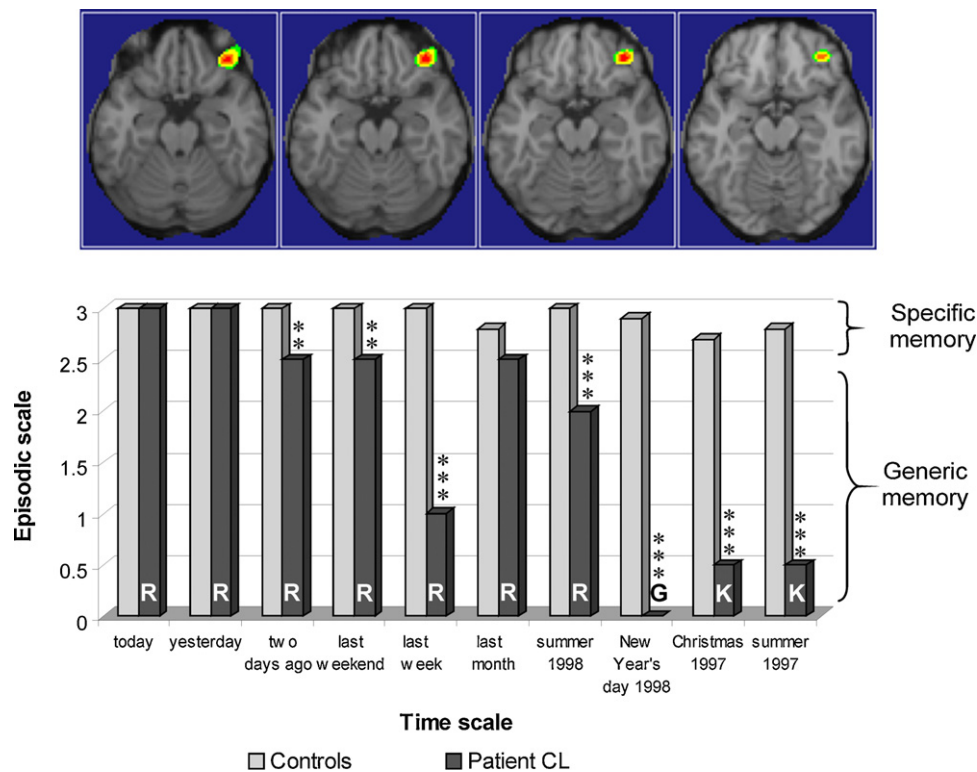 3
2.5
2
1.5
1
0.5
0
Episodic scale
**
**
***
***
***
***
***
R
R
R
R
R
R
R
G
K
K
Specific
memory
Generic
memory
today
yesterday
two
days ago
last
weekend
last
week
last
month
summer
1998
New
Year's
day 1998
Christmas
1997
summer
1997
Time scale
Controls
Patient CL